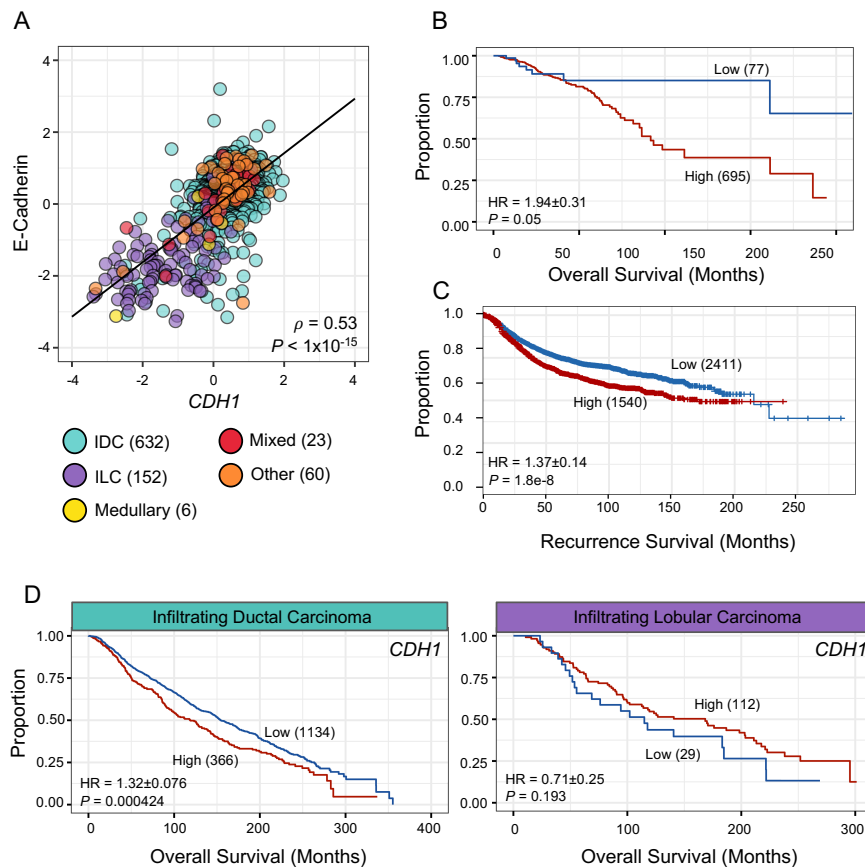 A
E-Cadherin
4
2
0
-2
-4
-4
-2
0
2
4
ρ = 0.53
P < 1x10-15
CDH1
IDC (632)
Mixed (23)
ILC (152)
Other (60)
Medullary (6)
B
Proportion
1.00
0.75
0.50
0.25
0.00
Low (77)
High (695)
HR = 1.94±0.31
P = 0.05
0
50
100
150
200
250
Overall Survival (Months)
C
Proportion
1.0
0.8
0.6
0.4
0.2
0.0
Low (2411)
High (1540)
HR = 1.37±0.14
P = 1.8e-8
0
50
100
150
200
250
Recurrence Survival (Months)
D
Infiltrating Ductal Carcinoma
CDH1
Proportion
1.00
0.75
0.50
0.25
0.00
Low (1134)
High (366)
HR = 1.32±0.076
P = 0.000424
0
100
200
300
400
Overall Survival (Months)
Infiltrating Lobular Carcinoma
CDH1
1.00
0.75
0.50
0.25
0.00
High (112)
Low (29)
HR = 0.71±0.25
P = 0.193
0
100
200
300
Overall Survival (Months)